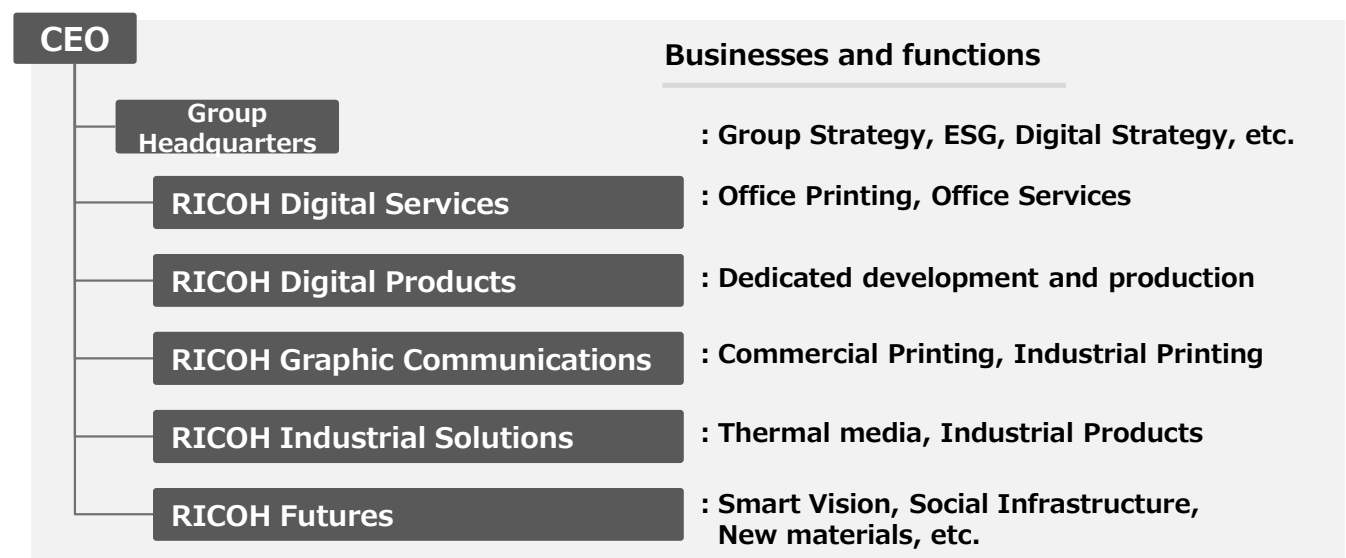 CEO
Businesses and functions
Group
Headquarters
: Group Strategy, ESG, Digital Strategy, etc.
RICOH Digital Services
: Office Printing, Office Services
RICOH Digital Products
: Dedicated development and production
RICOH Graphic Communications
: Commercial Printing, Industrial Printing
RICOH Industrial Solutions
: Thermal media, Industrial Products
RICOH Futures
: Smart Vision, Social Infrastructure,
New materials, etc.